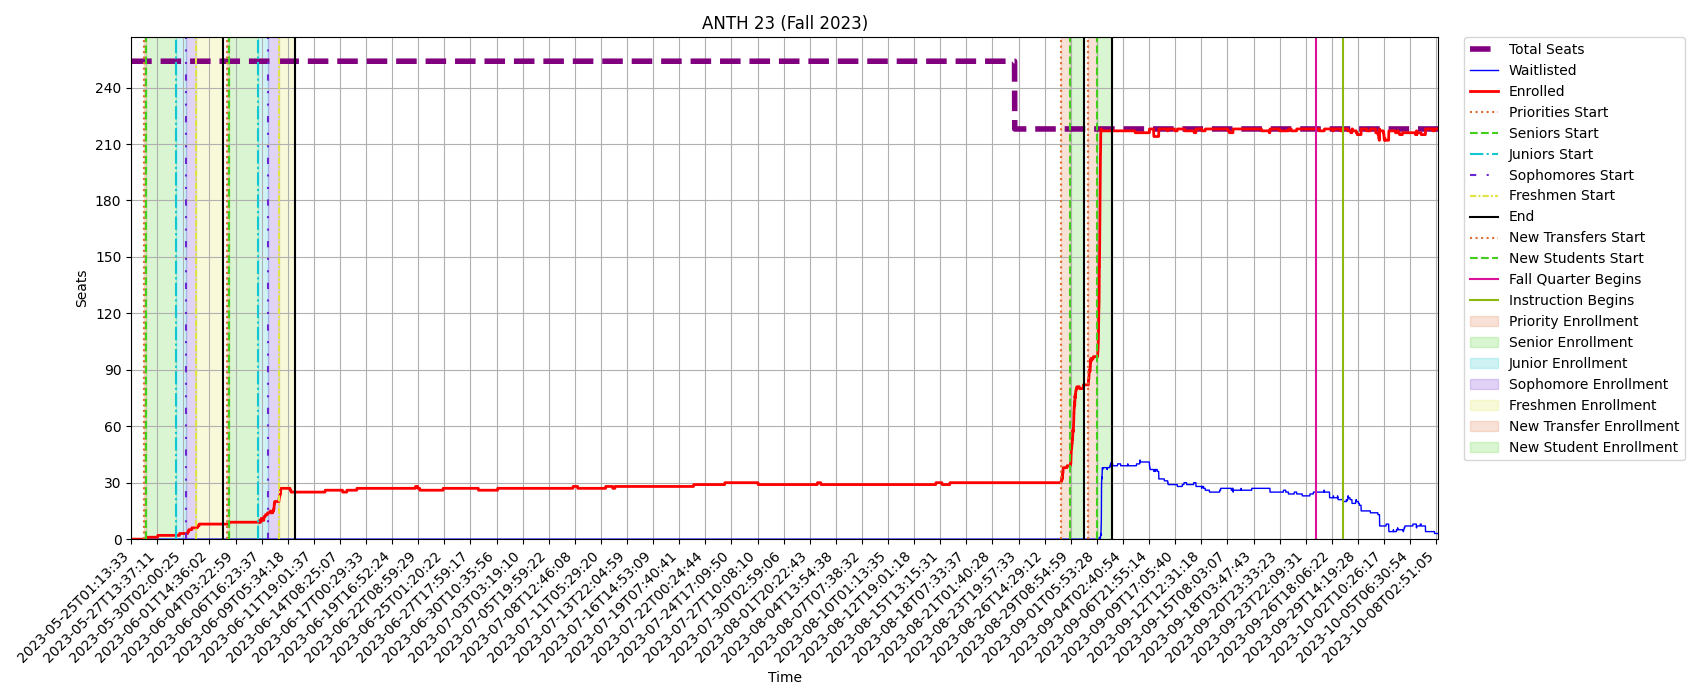 ANTH 23 (Fall 2023)
Seats
240
210
180
150
120
90
60
30
0
2023-05-25T01:13:33
2023-05-27T13:37:11
2023-05-30T02:00:25
2023-06-01T14:36:02
2023-06-04T03:22:59
2023-06-06T16:23:37
2023-06-09T05:34:18
2023-06-11T19:01:37
2023-06-14T08:25:07
2023-06-17T00:29:33
2023-06-19T16:52:24
2023-06-22T08:59:29
2023-06-25T01:20:22
2023-06-27T17:59:17
2023-06-30T10:35:56
2023-07-03T03:19:10
2023-07-05T19:59:22
2023-07-08T12:46:08
2023-07-11T05:29:20
2023-07-13T22:04:59
2023-07-16T14:53:09
2023-07-19T07:40:41
2023-07-22T00:24:44
2023-07-24T17:09:50
2023-07-27T10:08:10
2023-07-30T02:59:06
2023-08-01T20:22:43
2023-08-04T13:54:38
2023-08-07T07:38:32
2023-08-10T01:13:35
2023-08-12T19:01:18
2023-08-15T13:15:31
2023-08-18T07:33:37
2023-08-21T01:40:28
2023-08-23T19:57:33
2023-08-26T14:29:12
2023-08-29T08:54:59
2023-09-01T05:53:28
2023-09-04T02:40:54
2023-09-06T21:55:14
2023-09-09T17:05:40
2023-09-12T12:31:18
2023-09-15T08:03:07
2023-09-18T03:47:43
2023-09-20T23:33:23
2023-09-23T22:09:31
2023-09-26T18:06:22
2023-09-29T14:19:28
2023-10-02T10:26:17
2023-10-05T06:30:54
2023-10-08T02:51:05
Time
Total Seats
Waitlisted
Enrolled
Priorities Start
Seniors Start
Juniors Start
Sophomores Start
Freshmen Start
End
New Transfers Start
New Students Start
Fall Quarter Begins
Instruction Begins
Priority Enrollment
Senior Enrollment
Junior Enrollment
Sophomore Enrollment
Freshmen Enrollment
New Transfer Enrollment
New Student Enrollment